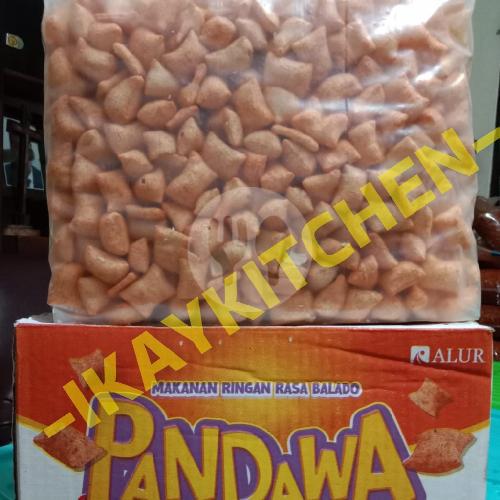 -IKAYKITCHEN-
ALUR
MAKANAN RINGAN RASA BALADO
PANDAWA